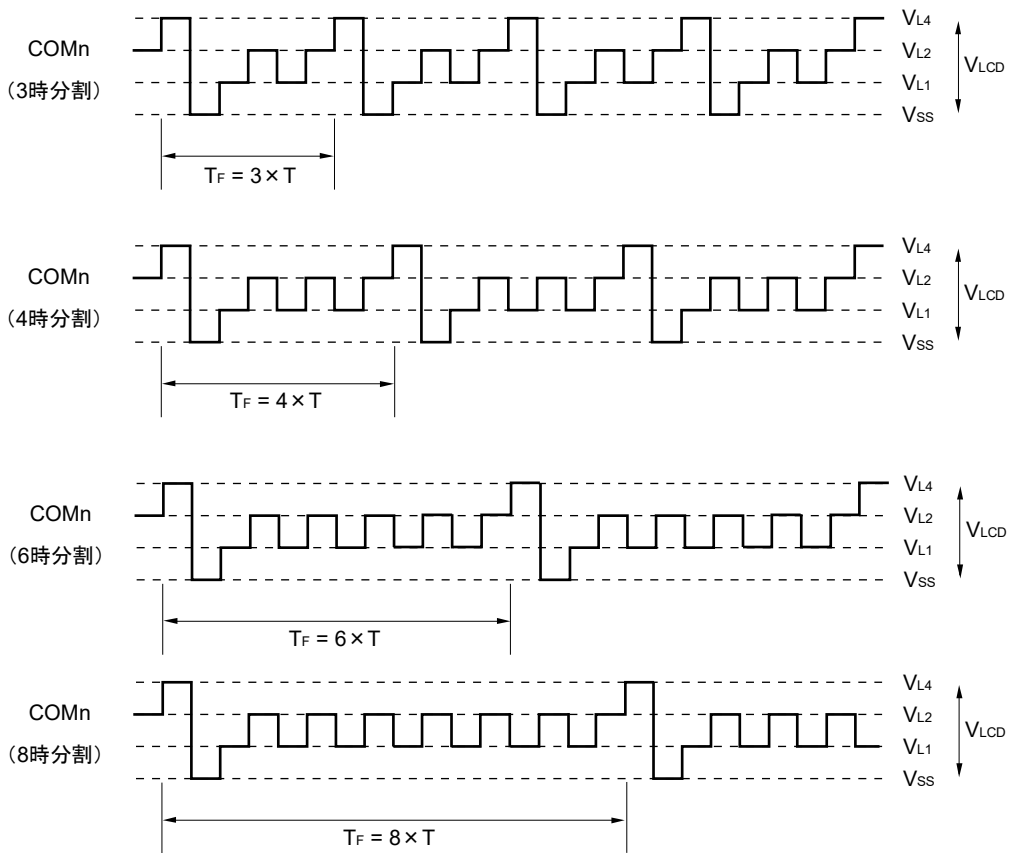 COMn
(3時分割)
VL4
VL2
VL1
VSS
VLCD
TF = 3 × T
COMn
(4時分割)
VL4
VL2
VL1
VSS
VLCD
TF = 4 × T
COMn
(6時分割)
VL4
VL2
VL1
VSS
VLCD
TF = 6 × T
COMn
(8時分割)
VL4
VL2
VL1
VSS
VLCD
TF = 8 × T